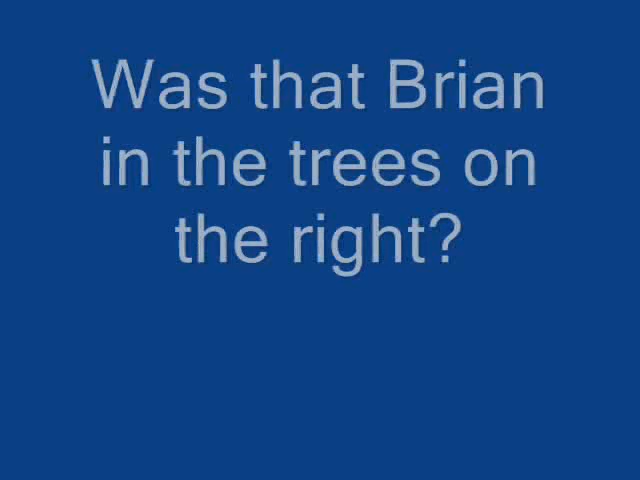 Was that Brian
in the trees on
the right?